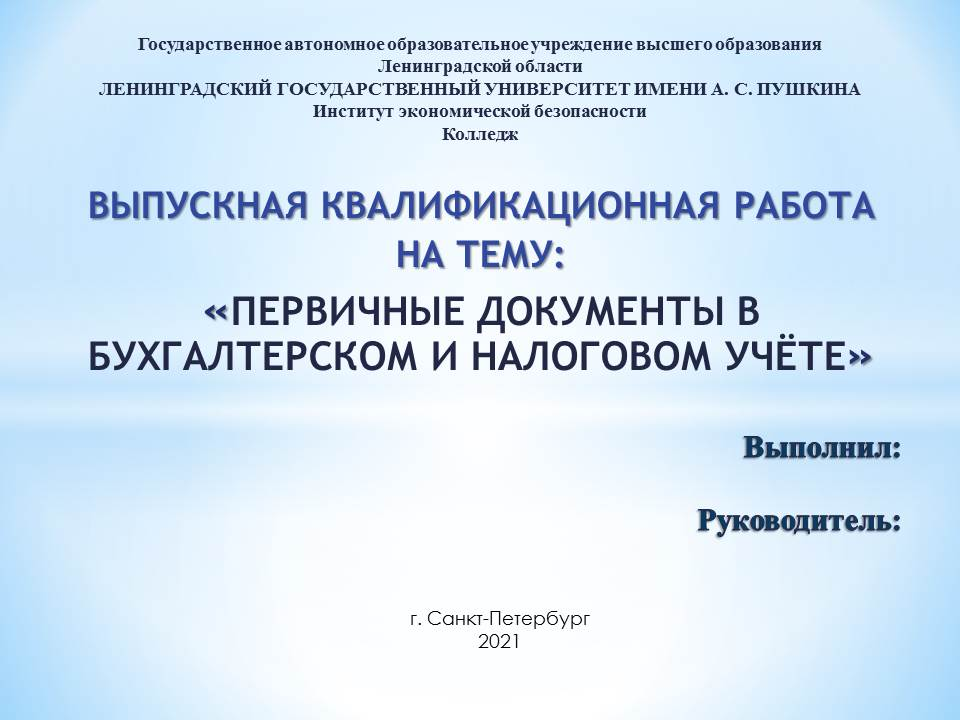 Государственное автономное образовательное учреждение высшего образования
Ленинградской области
ЛЕНИНГРАДСКИЙ ГОСУДАРСТВЕННЫЙ УНИВЕРСИТЕТ ИМЕНИ А. С. ПУШКИНА
Институт экономической безопасности
Колледж
ВЫПУСКНАЯ КВАЛИФИКАЦИОННАЯ РАБОТА
НА ТЕМУ:
«ПЕРВИЧНЫЕ ДОКУМЕНТЫ В
БУХГАЛТЕРСКОМ И НАЛОГОВОМ УЧЁТЕ»
Выполнил:
Руководитель:
г. Санкт-Петербург
2021